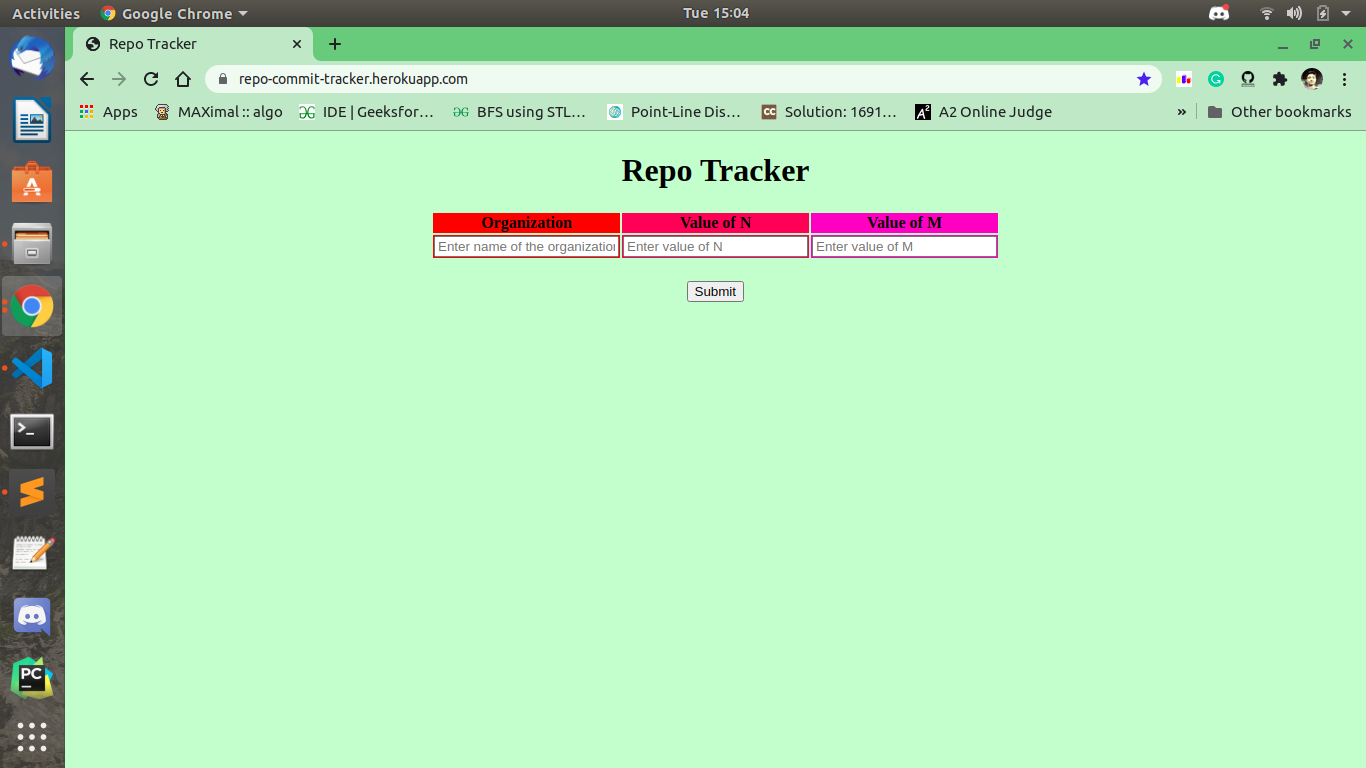 Activities Google Chrome Tue 15:04
Repo Tracker
repo-commit-tracker.herokuapp.com
Apps MAXimal :: algo IDE | Geeksfor… BFS using STL… Point-Line Dis… Solution: 1691… A2 Online Judge » Other bookmarks
Repo Tracker
Organization Value of N Value of M
Enter name of the organization Enter value of N Enter value of M
Submit